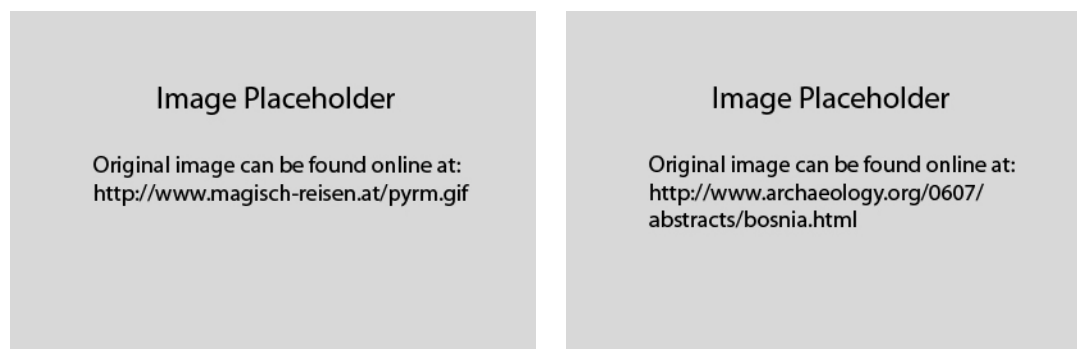 Image Placeholder
Original image can be found online at:
http://www.magisch-reisen.at/pyrm.gif
Image Placeholder
Original image can be found online at:
http://www.archaeology.org/0607/
abstracts/bosnia.html